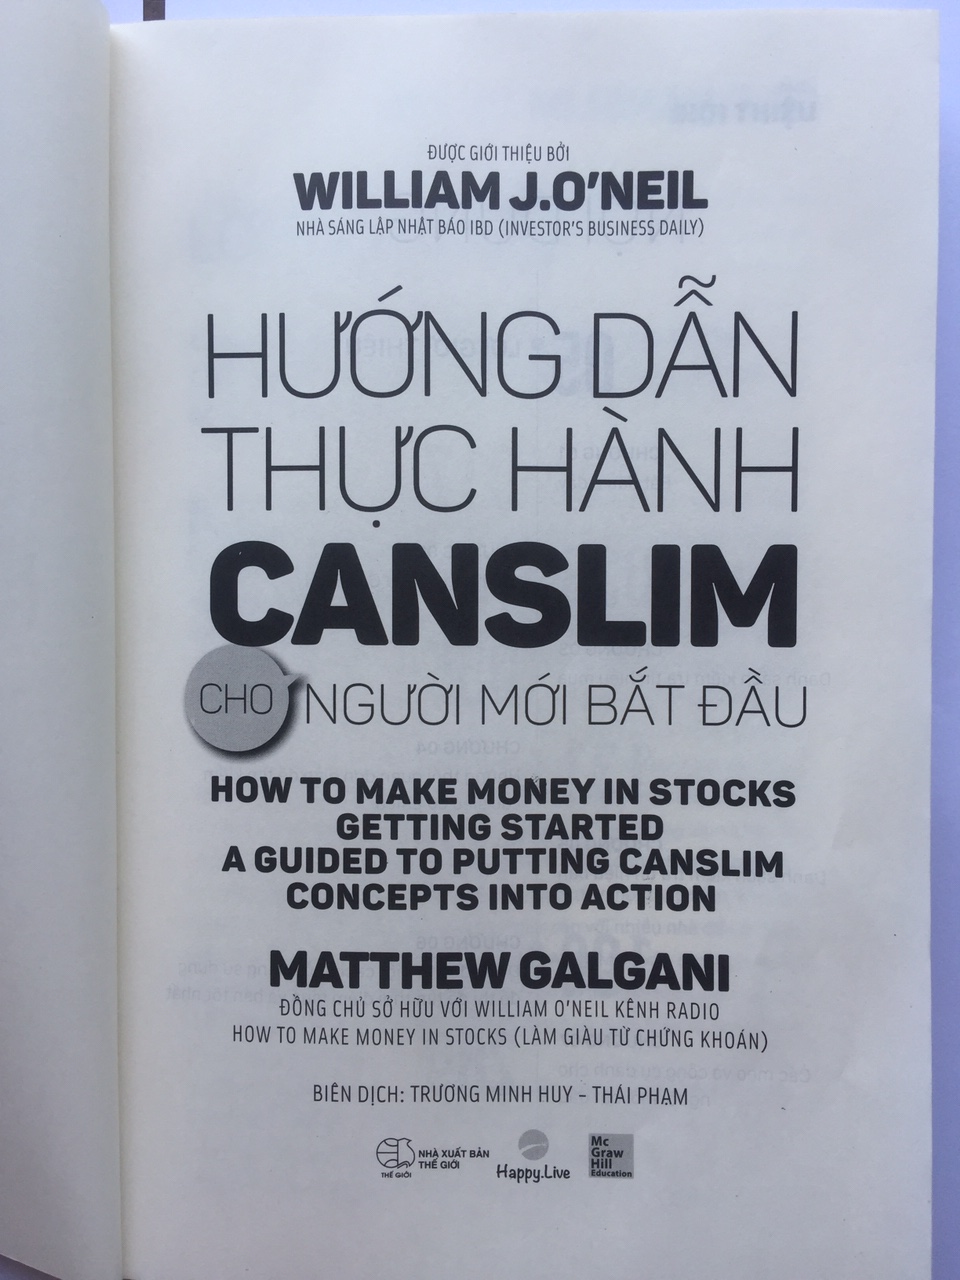 ĐƯỢC GIỚI THIỆU BỞI
WILLIAM J.O'NEIL
NHÀ SÁNG LẬP NHẬT BÁO IBD (INVESTOR'S BUSINESS DAILY)
HƯỚNG DẪN
THỰC HÀNH
CANSLIM
CHO NGƯỜI MỚI BẮT ĐẦU
HOW TO MAKE MONEY IN STOCKS
GETTING STARTED
A GUIDED TO PUTTING CANSLIM
CONCEPTS INTO ACTION
MATTHEW GALGANI
ĐỒNG CHỦ SỞ HỮU VỚI WILLIAM O'NEIL KÊNH RADIO
HOW TO MAKE MONEY IN STOCKS (LÀM GIÀU TỪ CHỨNG KHOÁN)
BIÊN DỊCH: TRƯƠNG MINH HUY - THÁI PHẠM
THẾ GIỚI
NHÀ XUẤT BẢN
THẾ GIỚI
Happy.Live
Mc
Graw
Hill
Education